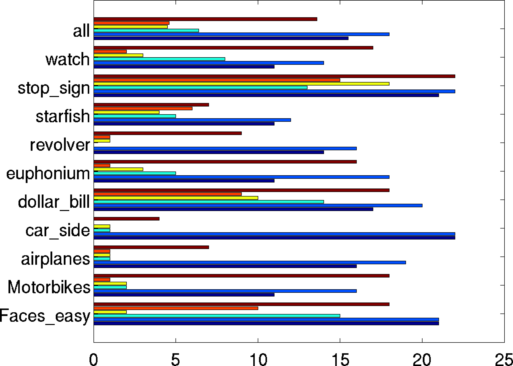 all
watch
stop_sign
starfish
revolver
euphonium
dollar_bill
car_side
airplanes
Motorbikes
Faces_easy
0 5 10 15 20 25